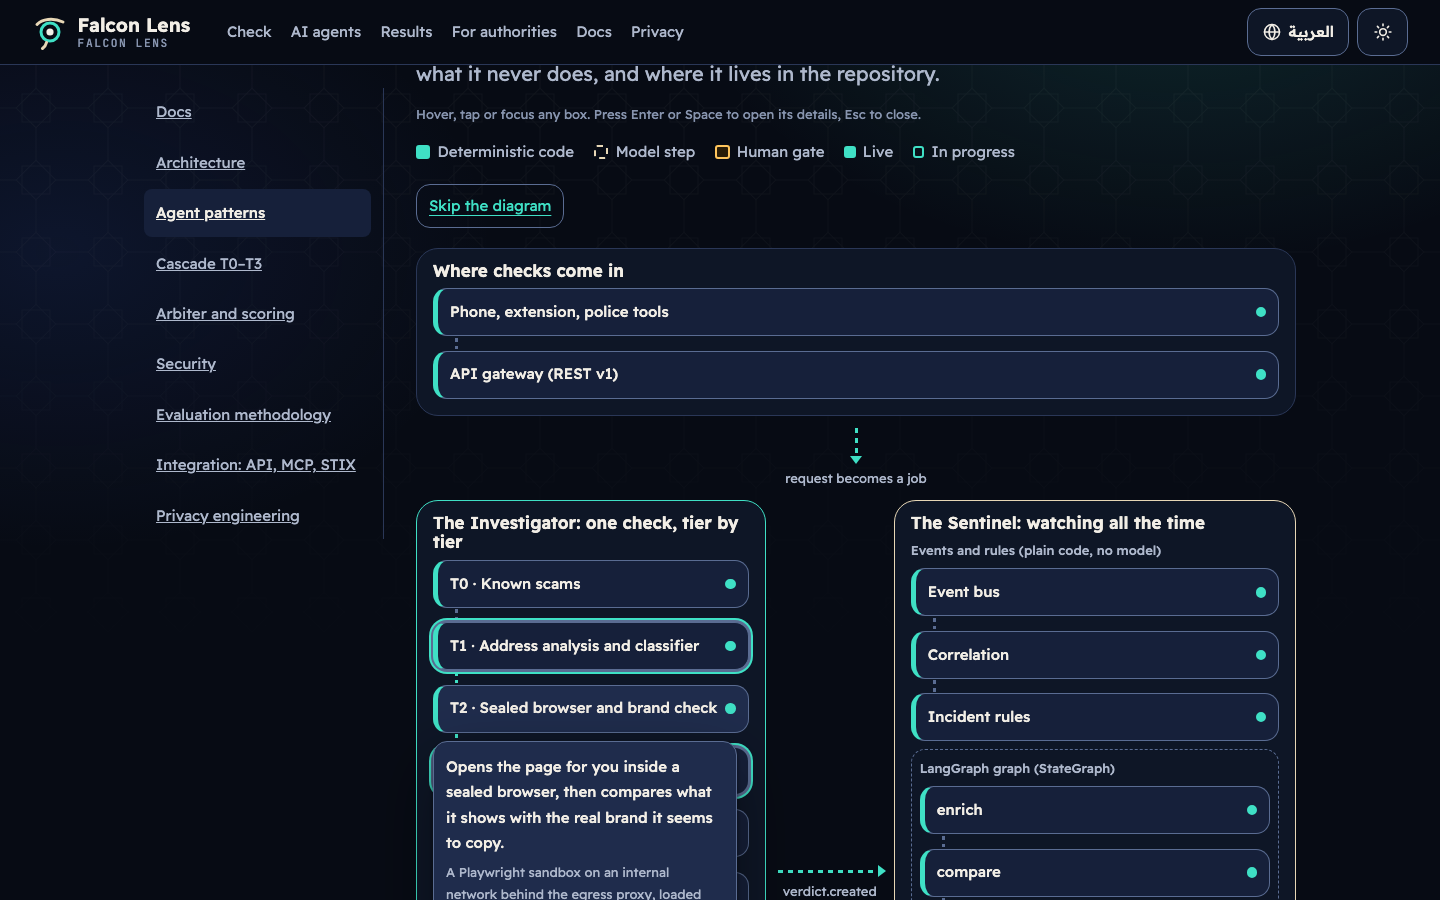 Falcon Lens
FALCON LENS
Check
AI agents
Results
For authorities
Docs
Privacy
العربية
Docs
Architecture
Agent patterns
Cascade T0–T3
Arbiter and scoring
Security
Evaluation methodology
Integration: API, MCP, STIX
Privacy engineering
what it never does, and where it lives in the repository.
Hover, tap or focus any box. Press Enter or Space to open its details, Esc to close.
Deterministic code
Model step
Human gate
Live
In progress
Skip the diagram
Where checks come in
Phone, extension, police tools
API gateway (REST v1)
request becomes a job
The Investigator: one check, tier by
tier
T0 · Known scams
T1 · Address analysis and classifier
T2 · Sealed browser and brand check
Opens the page for you inside a
sealed browser, then compares what
it shows with the real brand it seems
to copy.
A Playwright sandbox on an internal
network behind the egress proxy, loaded
verdict.created
The Sentinel: watching all the time
Events and rules (plain code, no model)
Event bus
Correlation
Incident rules
LangGraph graph (StateGraph)
enrich
compare